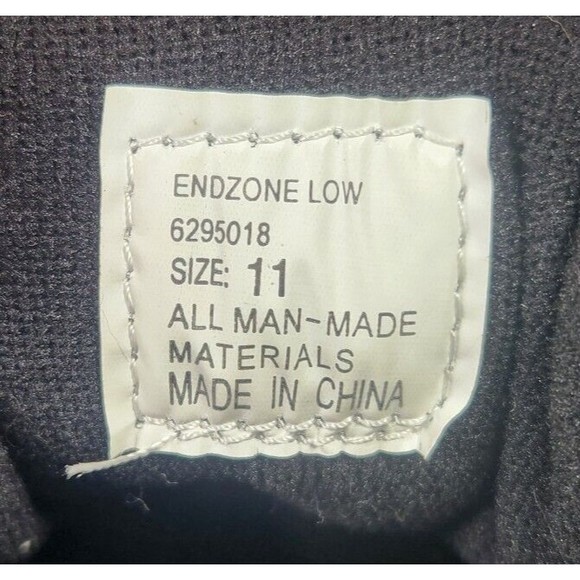 ENDZONE LOW
6295018
SIZE: 11
ALL MAN-MADE
MATERIALS
MADE IN CHINA